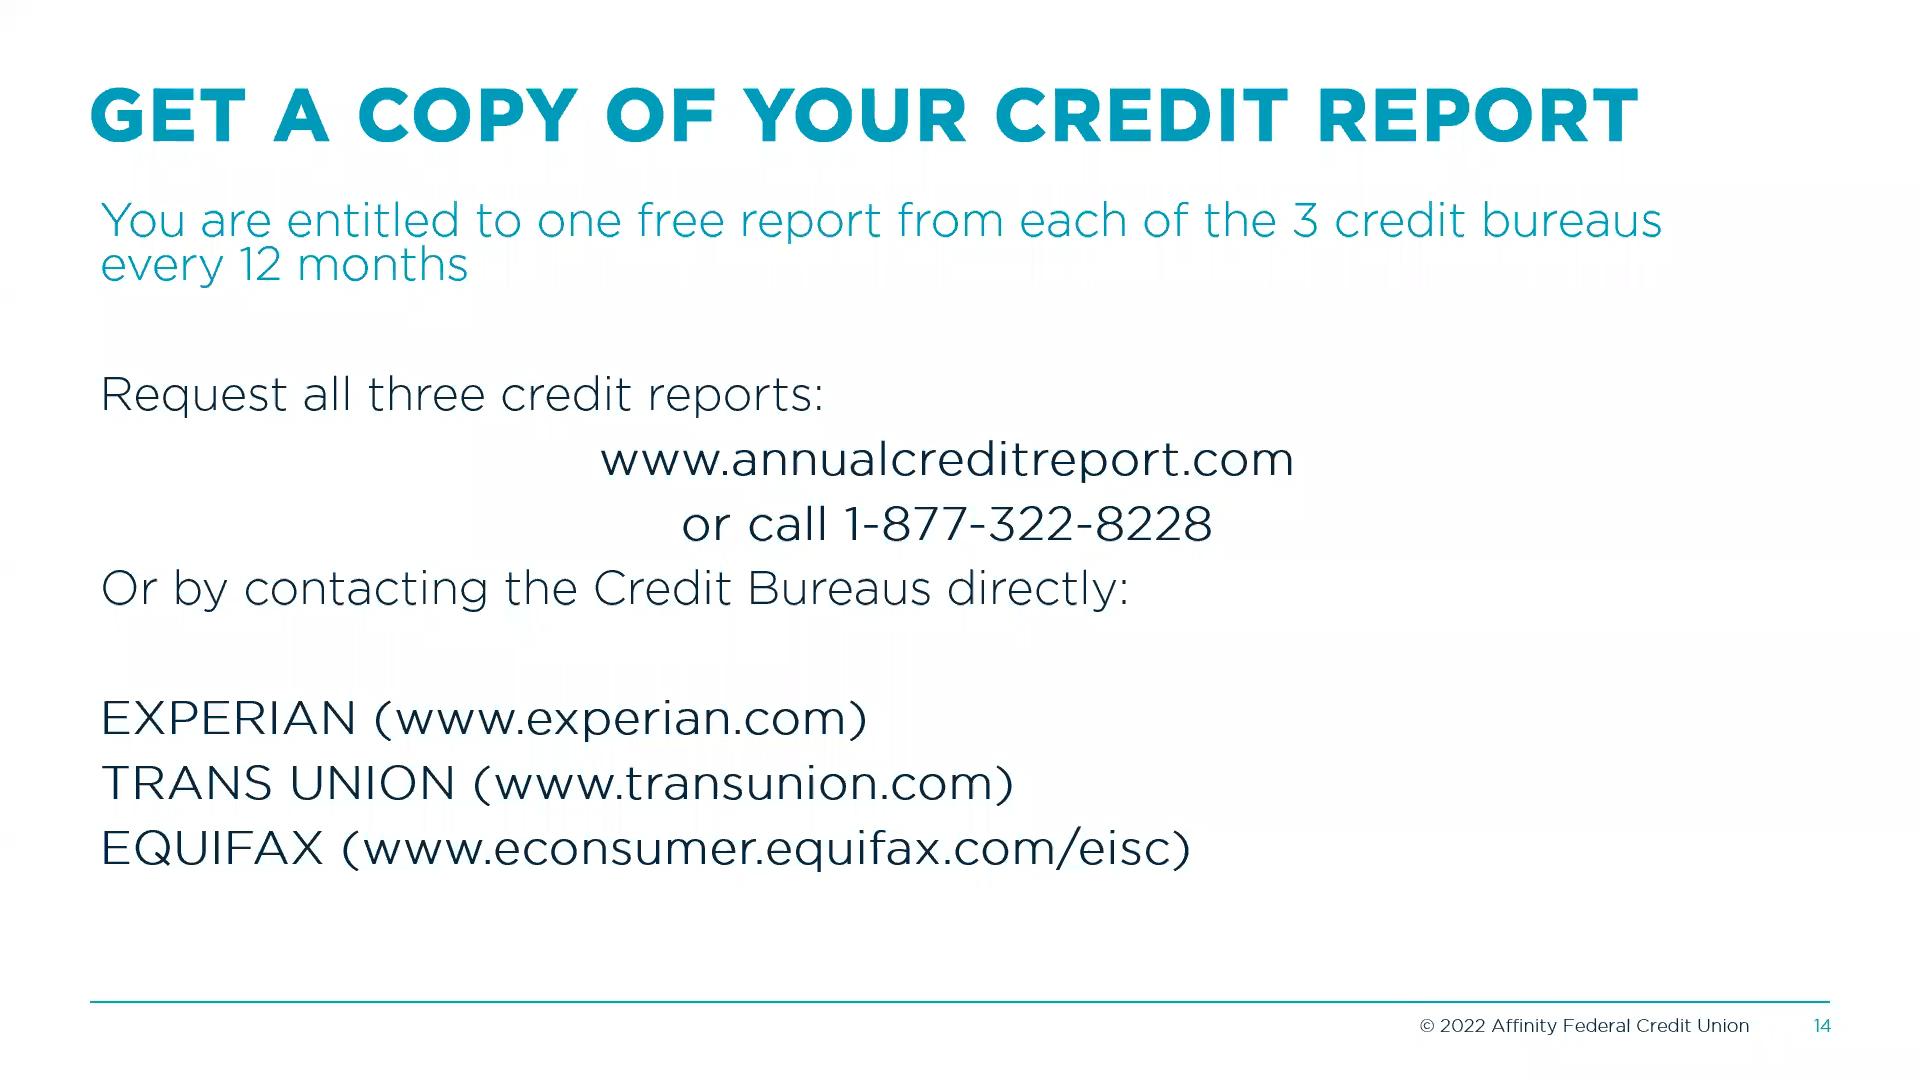 GET A COPY OF YOUR CREDIT REPORT
You are entitled to one free report from each of the 3 credit bureaus
every 12 months
Request all three credit reports:
www.annualcreditreport.com
or call 1-877-322-8228
Or by contacting the Credit Bureaus directly:
EXPERIAN (www.experian.com)
TRANS UNION (www.transunion.com)
EQUIFAX (www.econsumer.equifax.com/eisc)
© 2022 Affinity Federal Credit Union 14